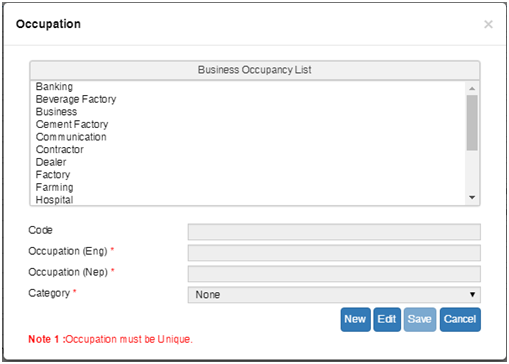 Occupation ×
Business Occupancy List
Banking
Beverage Factory
Business
Cement Factory
Communication
Contractor
Dealer
Factory
Farming
Hospital
Code
Occupation (Eng) *
Occupation (Nep) *
Category * None
New Edit Save Cancel
Note 1 :Occupation must be Unique.